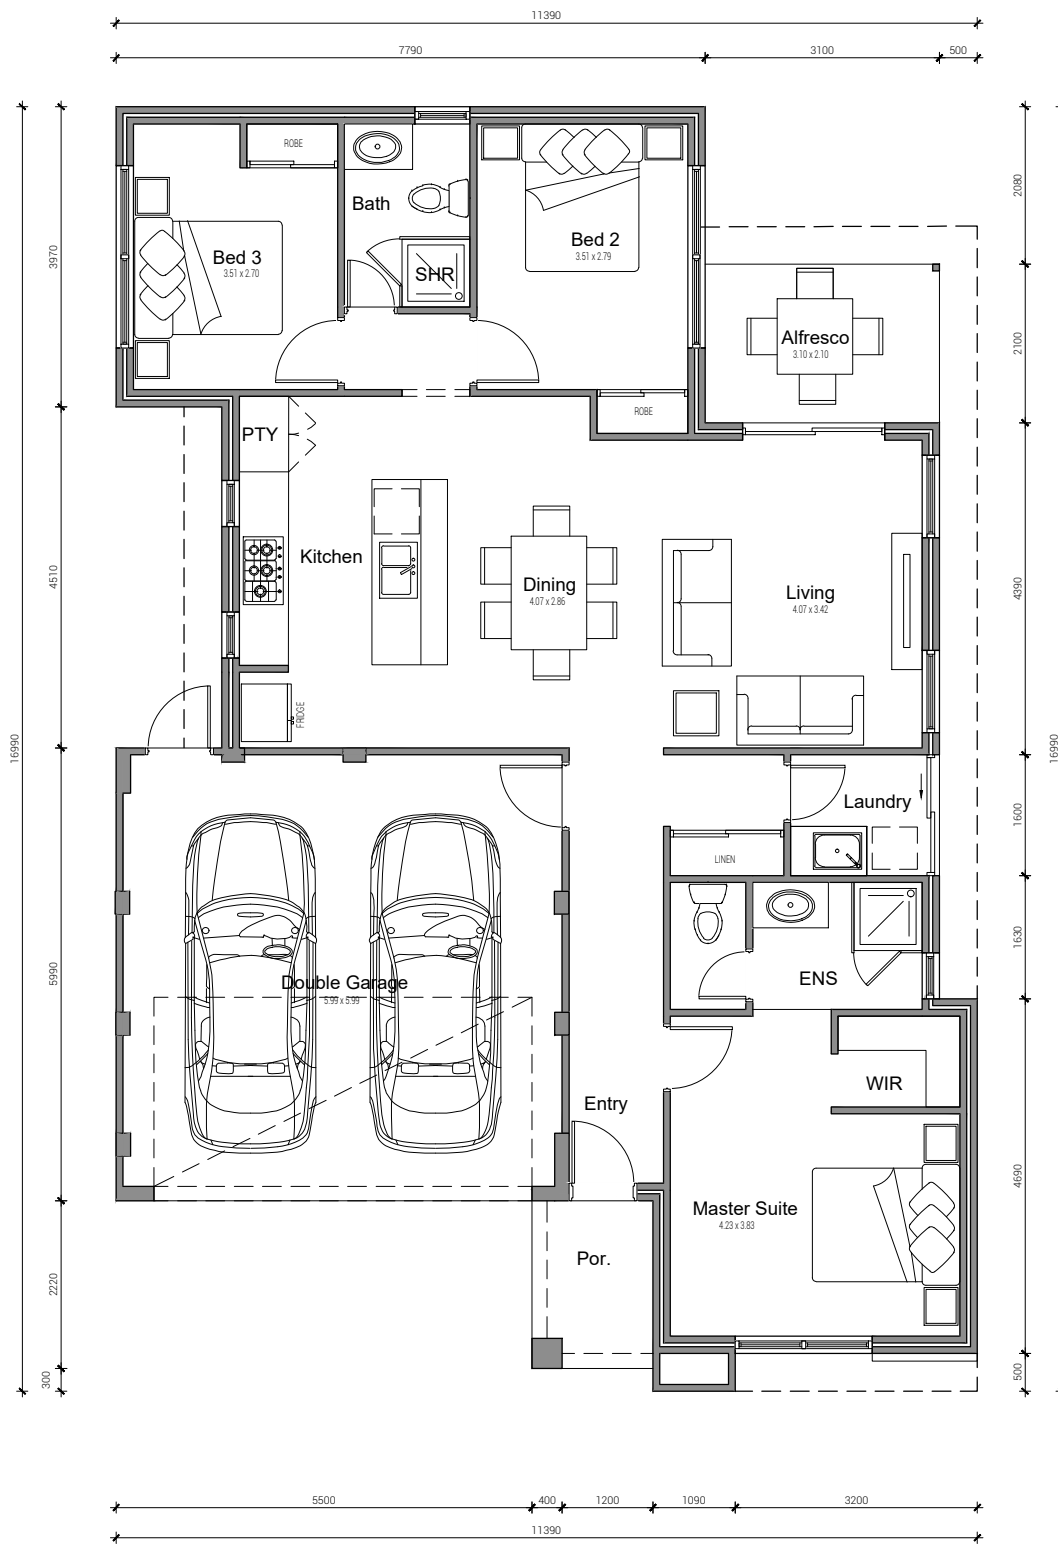 11390
7790
3100
500
ROBE
Bath
Bed 2
3.51 x 2.79
Bed 3
3.51 x 2.70
SHR
Alfresco
3.10 x 2.10
ROBE
PTY
Kitchen
Dining
4.07 x 2.86
Living
4.07 x 3.42
FRIDGE
Laundry
LINEN
ENS
Double Garage
5.99 x 5.99
WIR
Entry
Master Suite
4.23 x 3.83
Por.
3970
4510
5990
2220
300
16990
2080
2100
4390
1600
1630
4690
500
16990
5500
400
1200
1090
3200
11390